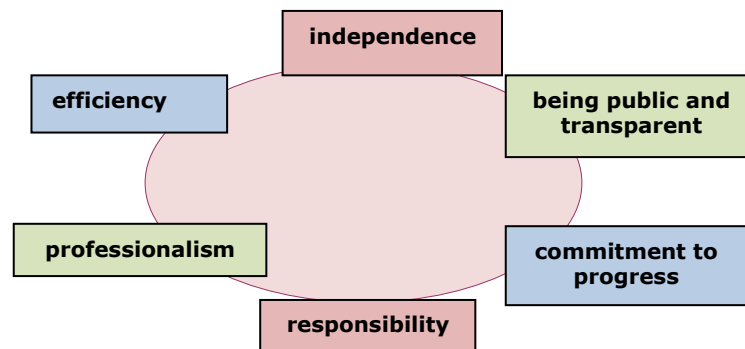 independence
efficiency
being public and
transparent
professionalism
commitment to
progress
responsibility